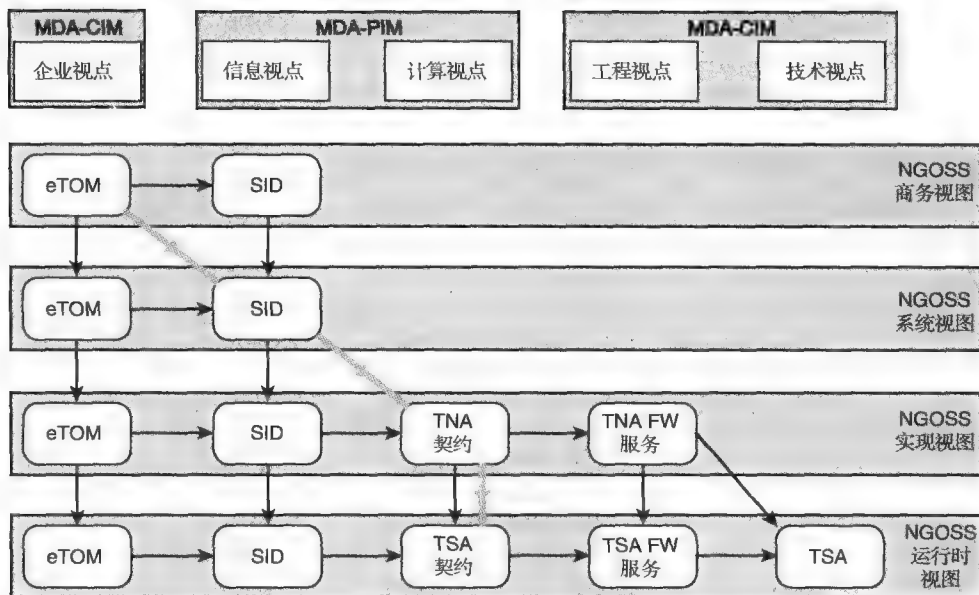 MDA-CIM
企业视点
MDA-PIM
信息视点
计算视点
MDA-CIM
工程视点
技术视点
eTOM
SID
NGOSS
商务视图
eTOM
SID
NGOSS
系统视图
eTOM
SID
TNA
契约
TNA FW
服务
NGOSS
实现视图
eTOM
SID
TSA
契约
TSA FW
服务
TSA
NGOSS
运行时
视图